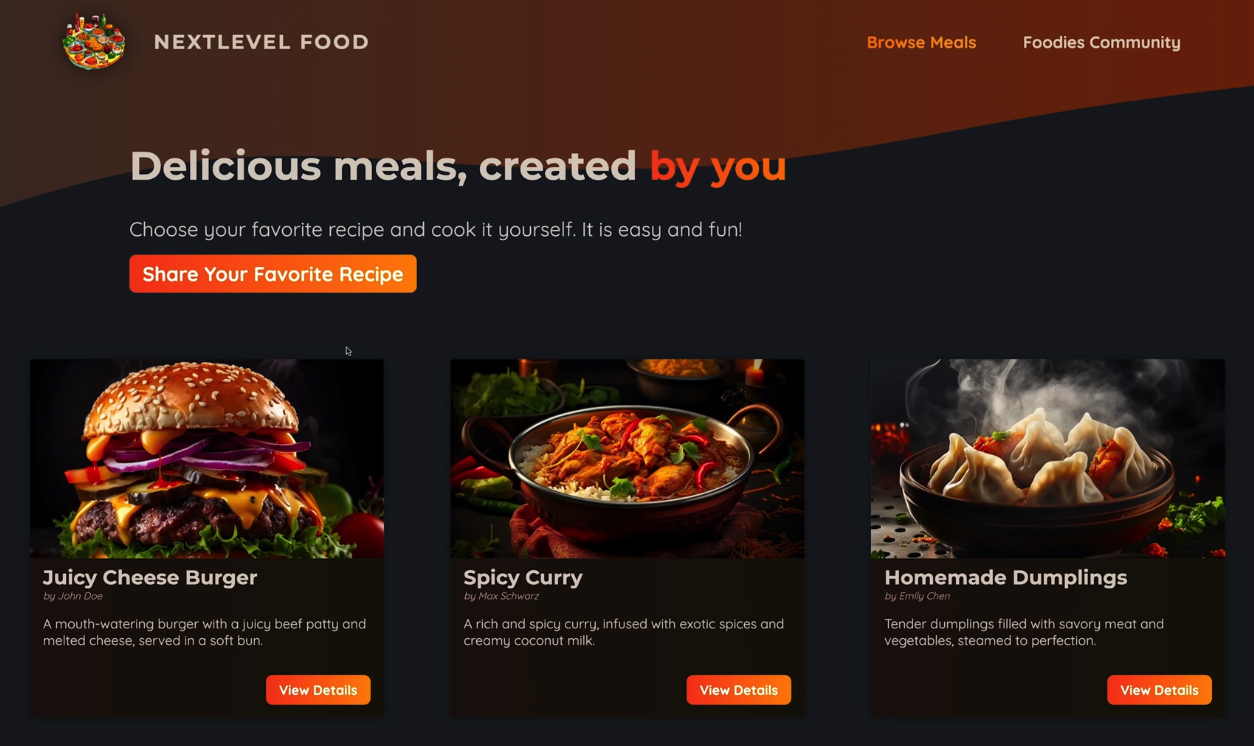 NEXTLEVEL FOOD
Browse Meals
Foodies Community
Delicious meals, created by you
Choose your favorite recipe and cook it yourself. It is easy and fun!
Share Your Favorite Recipe
Juicy Cheese Burger
by John Doe
A mouth-watering burger with a juicy beef patty and
melted cheese, served in a soft bun.
View Details
Spicy Curry
by Max Schwarz
A rich and spicy curry, infused with exotic spices and
creamy coconut milk.
View Details
Homemade Dumplings
by Emily Chen
Tender dumplings filled with savory meat and
vegetables, steamed to perfection.
View Details